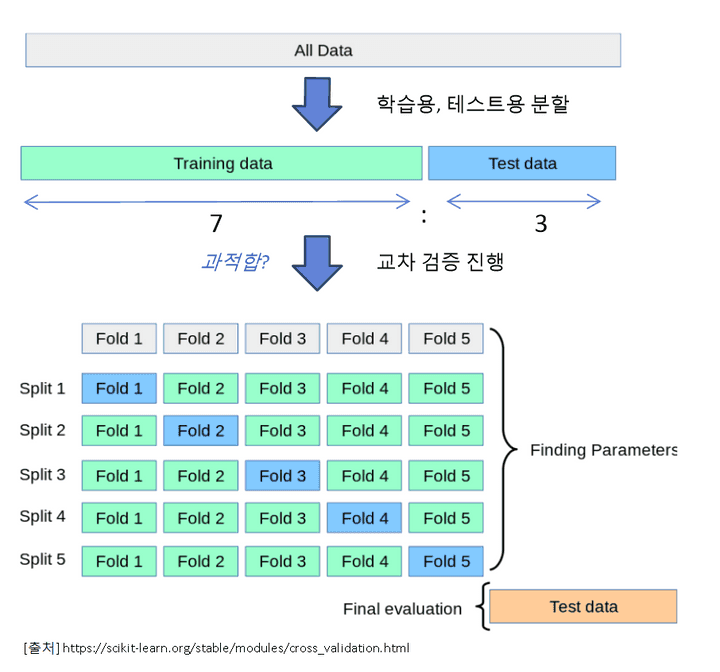 All Data
학습용, 테스트용 분할
Training data Test data
7 : 3
과적합? 교차 검증 진행
Fold 1 Fold 2 Fold 3 Fold 4 Fold 5
Split 1 Fold 1 Fold 2 Fold 3 Fold 4 Fold 5
Split 2 Fold 1 Fold 2 Fold 3 Fold 4 Fold 5
Finding Parameters
Split 3 Fold 1 Fold 2 Fold 3 Fold 4 Fold 5
Split 4 Fold 1 Fold 2 Fold 3 Fold 4 Fold 5
Split 5 Fold 1 Fold 2 Fold 3 Fold 4 Fold 5
Final evaluation Test data
[출처] https://scikit-learn.org/stable/modules/cross_validation.html